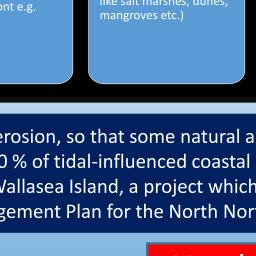 ont e.g.
like salt marshes, dunes,
mangroves etc.)
erosion, so that some natural a
0 % of tidal-influenced coastal
Wallasea Island, a project which
gement Plan for the North Nor